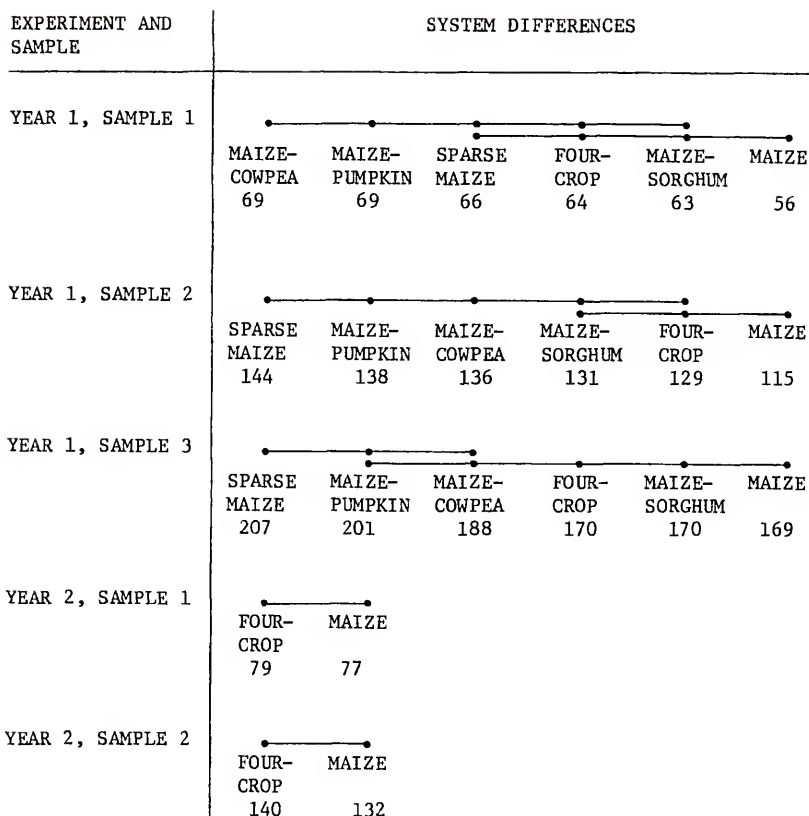 EXPERIMENT AND SAMPLE
SYSTEM DIFFERENCES
YEAR 1, SAMPLE 1
MAIZE- MAIZE- SPARSE FOUR- MAIZE- MAIZE
COWPEA PUMPKIN MAIZE CROP SORGHUM
69 69 66 64 63 56
YEAR 1, SAMPLE 2
SPARSE MAIZE- MAIZE- MAIZE- FOUR- MAIZE
MAIZE PUMPKIN COWPEA SORGHUM CROP
144 138 136 131 129 115
YEAR 1, SAMPLE 3
SPARSE MAIZE- MAIZE- FOUR- MAIZE- MAIZE
MAIZE PUMPKIN COWPEA CROP SORGHUM
207 201 188 170 170 169
YEAR 2, SAMPLE 1
FOUR- MAIZE
CROP
79 77
YEAR 2, SAMPLE 2
FOUR- MAIZE
CROP
140 132